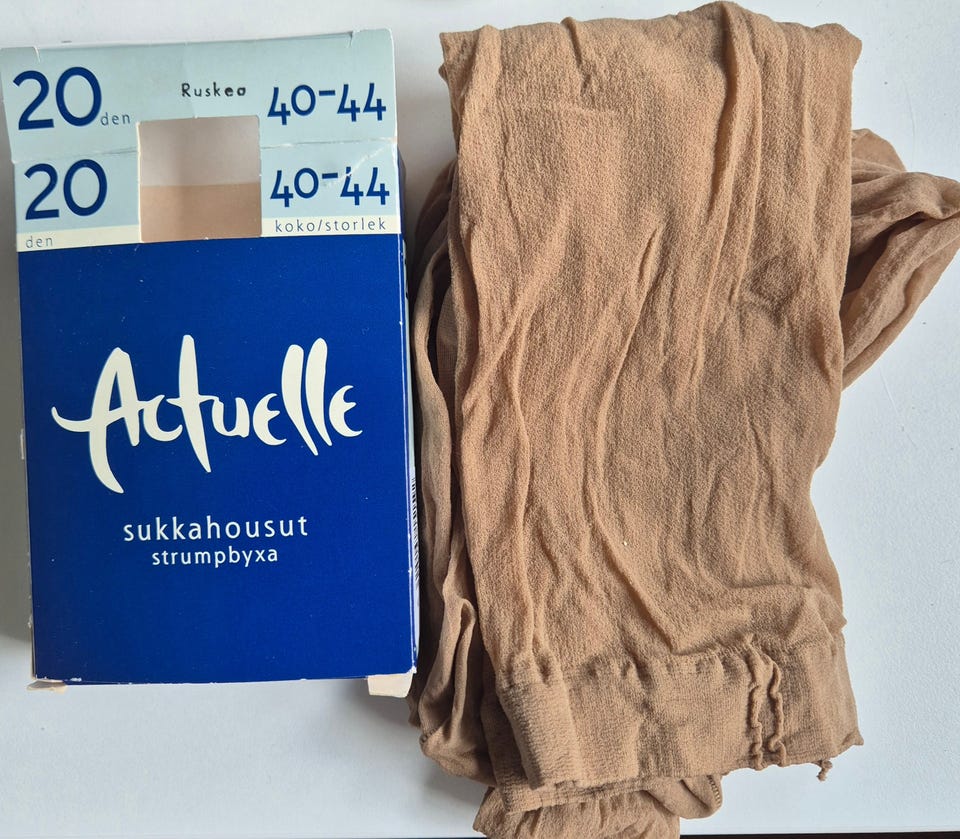 20 den Ruskea 40-44
20 den 40-44
koko/storlek
Actuelle
sukkahousut
strumpbyxa